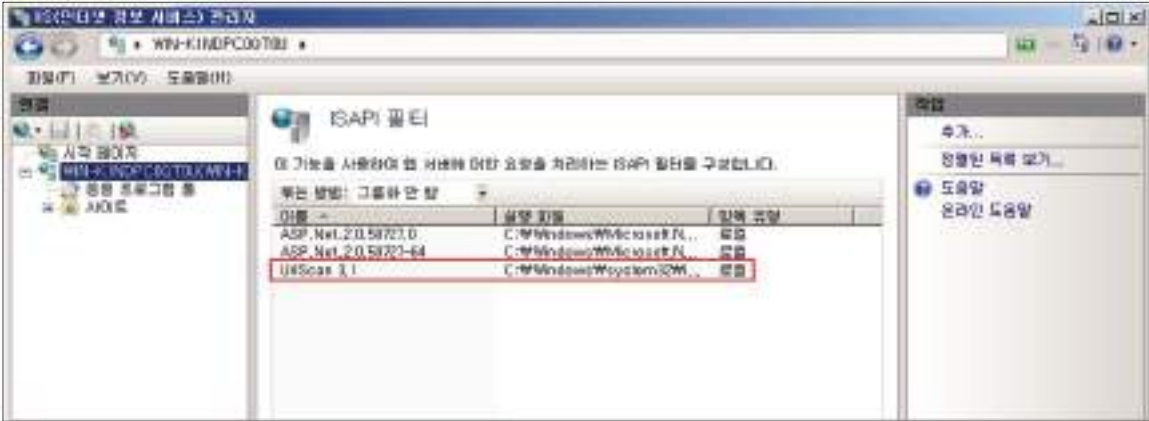 IIS(인터넷 정보 서비스) 관리자
WIN-KINDPC00T0U
파일(F) 보기(V) 도움말(H)
연결
시작 페이지
응용 프로그램 풀
사이트
ISAPI 필터
이 기능을 사용하여 웹 서버에 대한 요청을 처리하는 ISAPI 필터를 구성합니다.
묶는 방법: 그룹화 안 함
이름 실행 파일 항목 유형
ASP.Net_2.0.50727.0 C:\Windows\Microsoft.N... 로컬
ASP.Net_2.0.50727-64 C:\Windows\Microsoft.N... 로컬
UrlScan 3.1 C:\Windows\system32\i... 로컬
작업
추가...
정렬된 목록 보기...
도움말
온라인 도움말